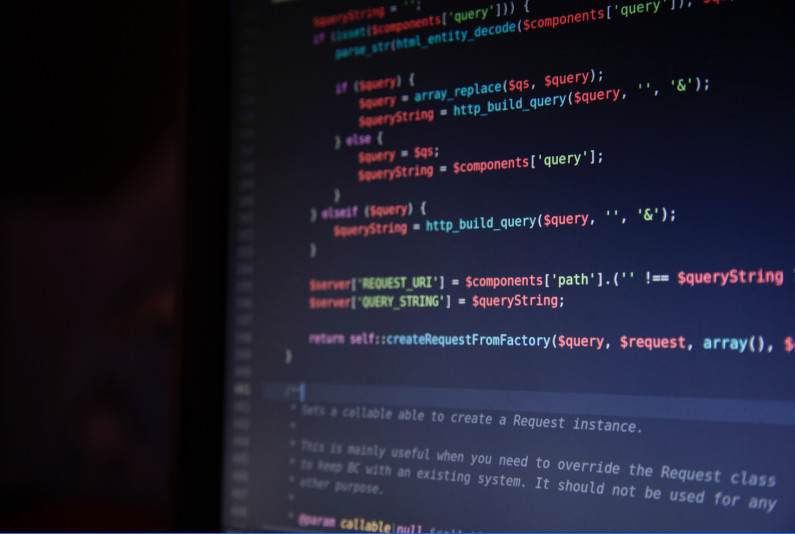 $queryString = '';
if (isset($components['query'])) {
parse_str(html_entity_decode($components['query']),
if ($query) {
$query = array_replace($qs, $query);
$queryString = http_build_query($query, '', '&');
} else {
$query = $qs;
$queryString = $components['query'];
}
} elseif ($query) {
$queryString = http_build_query($query, '', '&');
}
$server['REQUEST_URI'] = $components['path'].('' !== $queryString
$server['QUERY_STRING'] = $queryString;
return self::createRequestFromFactory($query, $request, array(),
}
/**
* Sets a callable able to create a Request instance.
*
* This is mainly useful when you need to override the Request class
* to keep BC with an existing system. It should not be used for any
* other purpose.
*
* @param callable|null